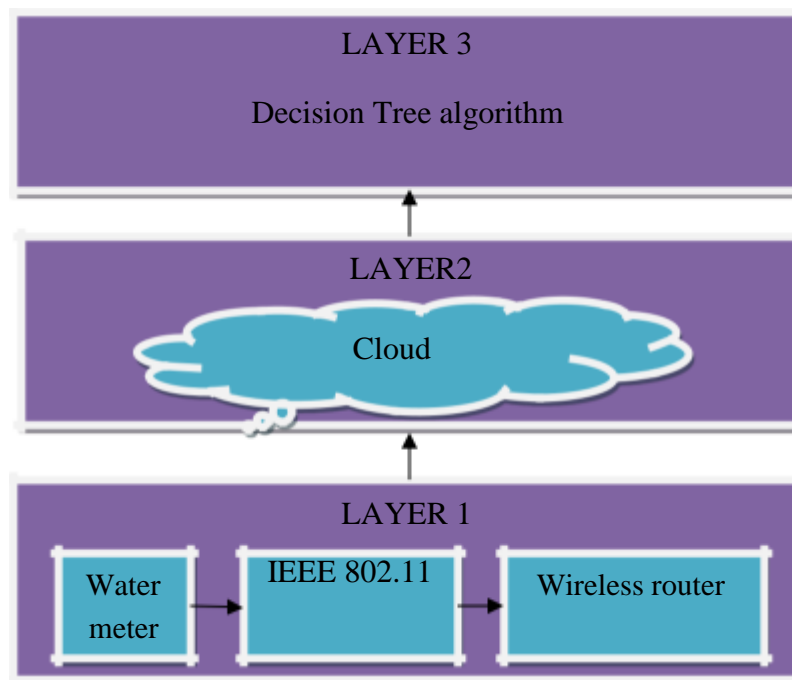 LAYER 3
Decision Tree algorithm
LAYER2
Cloud
LAYER 1
Water
meter
IEEE 802.11
Wireless router